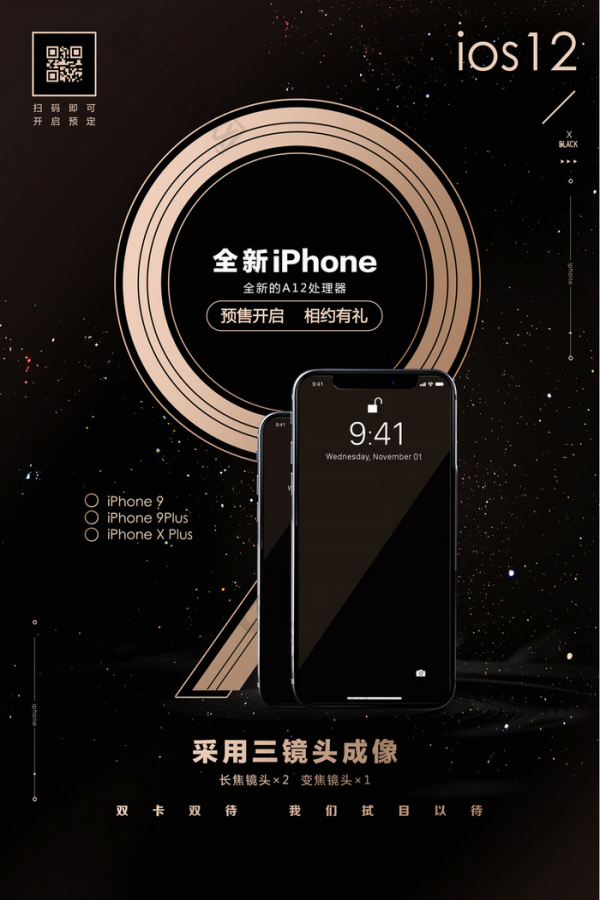 ios12
扫码即可
开启预定
X
BLACK
iphone
全新iPhone
全新的A12处理器
预售开启 相约有礼
9:41
9:41
9:41
Wednesday, November 01
iPhone 9
iPhone 9Plus
iPhone X Plus
iphone
采用三镜头成像
长焦镜头×2 变焦镜头×1
双卡双待 我们拭目以待